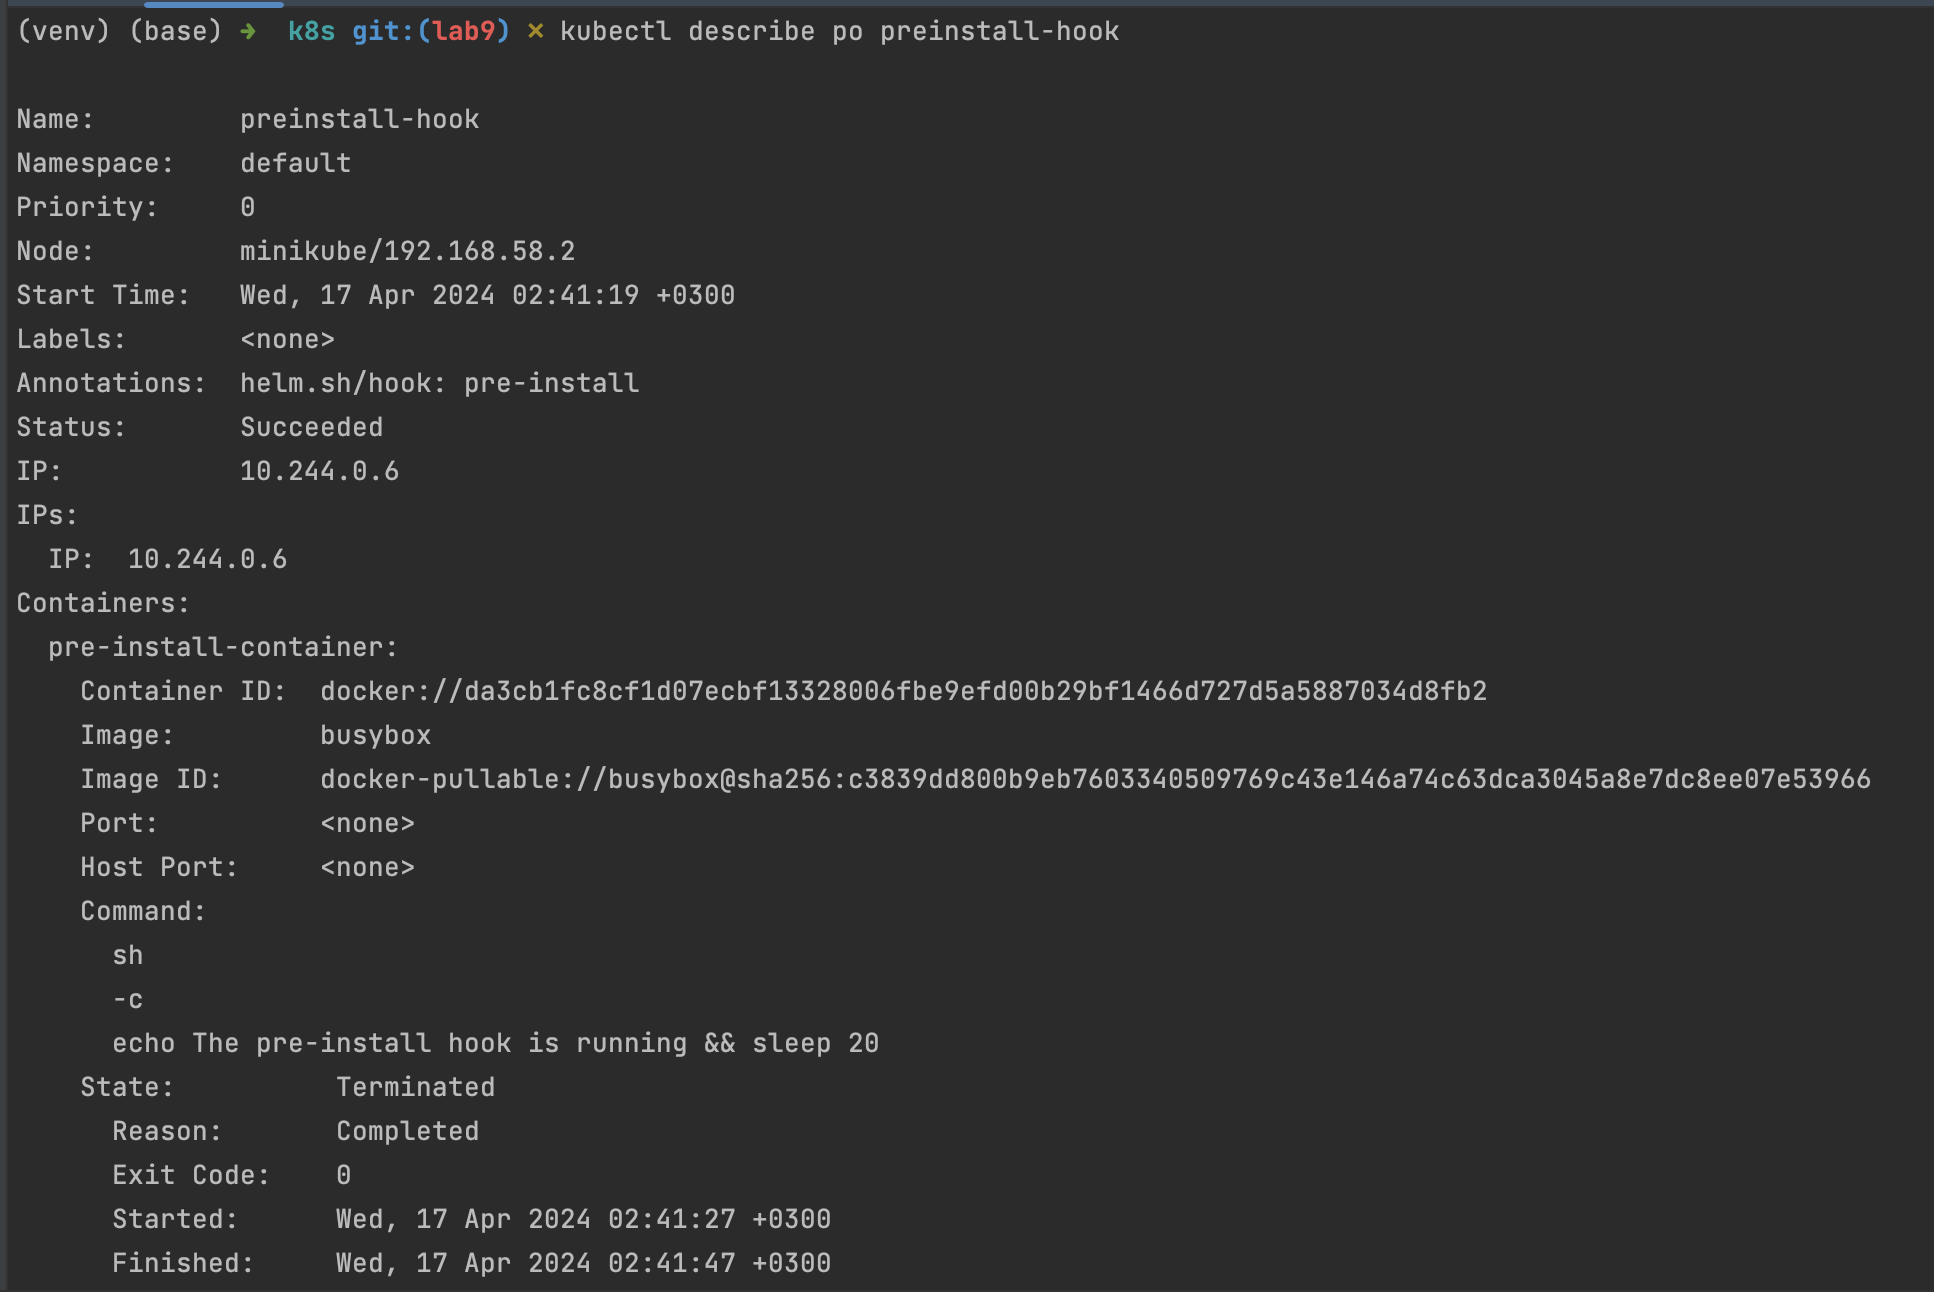 (venv) (base) ➜  k8s git:(lab9) ✗ kubectl describe po preinstall-hook
Name:         preinstall-hook
Namespace:    default
Priority:     0
Node:         minikube/192.168.58.2
Start Time:   Wed, 17 Apr 2024 02:41:19 +0300
Labels:       <none>
Annotations:  helm.sh/hook: pre-install
Status:       Succeeded
IP:           10.244.0.6
IPs:
  IP:  10.244.0.6
Containers:
  pre-install-container:
    Container ID:  docker://da3cb1fc8cf1d07ecbf13328006fbe9efd00b29bf1466d727d5a5887034d8fb2
    Image:         busybox
    Image ID:      docker-pullable://busybox@sha256:c3839dd800b9eb7603340509769c43e146a74c63dca3045a8e7dc8ee07e53966
    Port:          <none>
    Host Port:     <none>
    Command:
      sh
      -c
      echo The pre-install hook is running && sleep 20
    State:          Terminated
      Reason:       Completed
      Exit Code:    0
      Started:      Wed, 17 Apr 2024 02:41:27 +0300
      Finished:     Wed, 17 Apr 2024 02:41:47 +0300